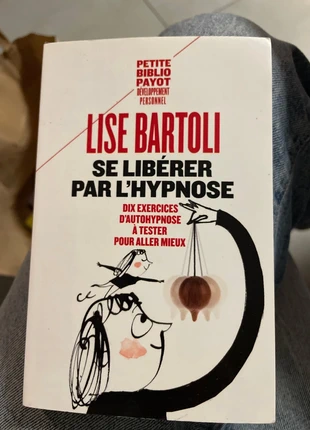 PETITE
BIBLIO
PAYOT
DÉVELOPPEMENT
PERSONNEL
LISE BARTOLI
SE LIBÉRER
PAR L'HYPNOSE
DIX EXERCICES
D'AUTOHYPNOSE
À TESTER
POUR ALLER MIEUX